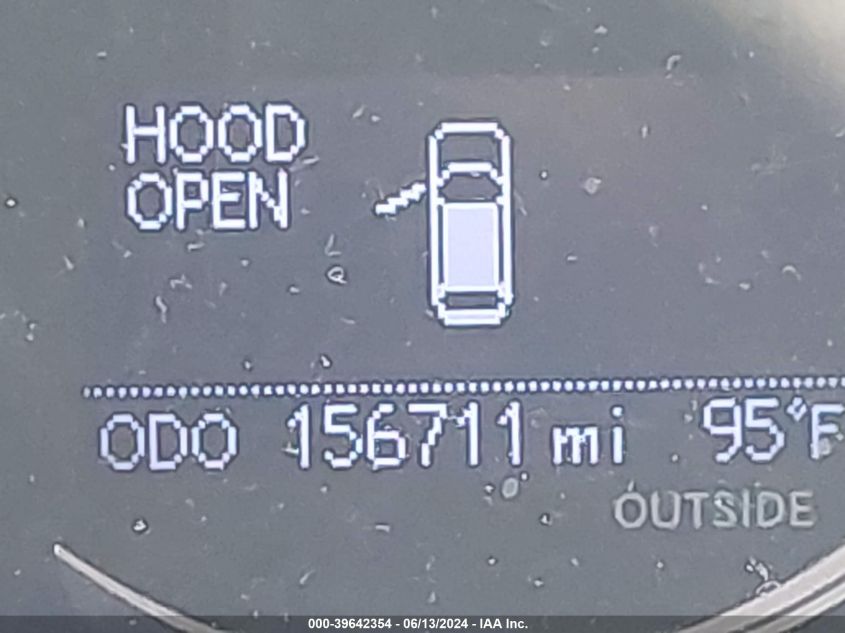 HOOD
OPEN
ODO 156711 mi 95°F
OUTSIDE
000-39642354 - 06/13/2024 - IAA Inc.